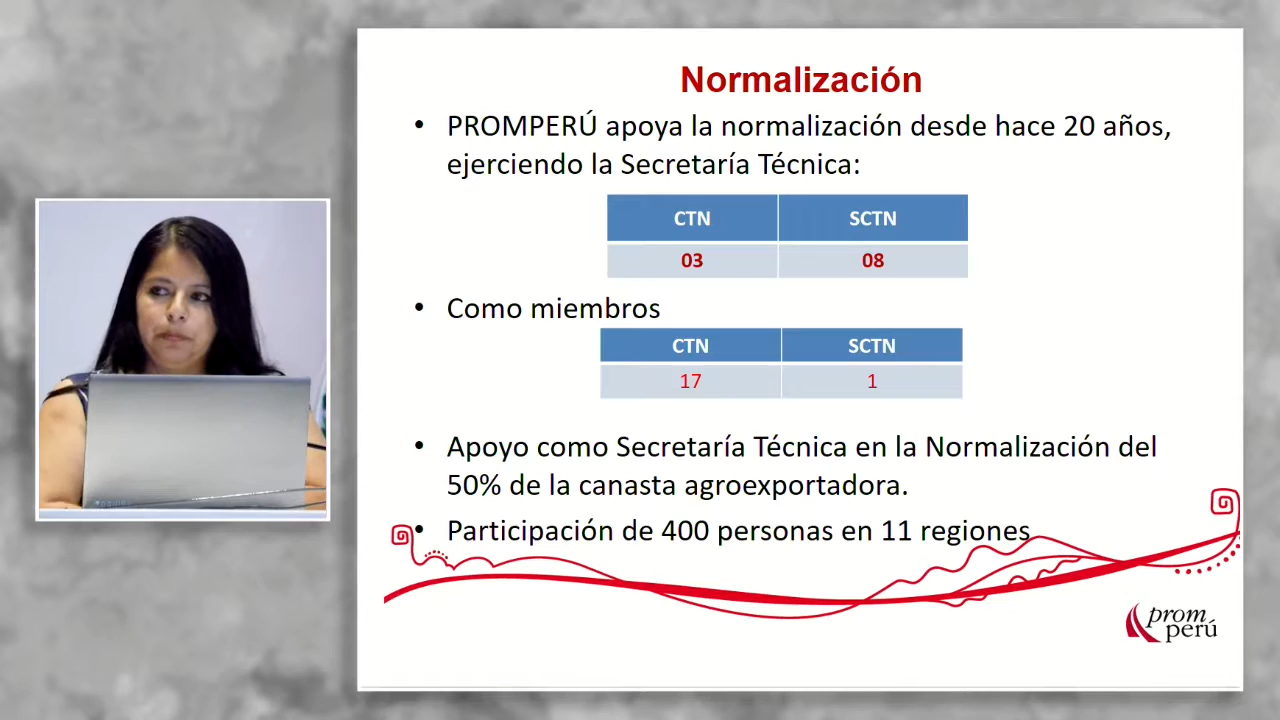 Normalización
• PROMPERÚ apoya la normalización desde hace 20 años,
ejerciendo la Secretaría Técnica:
CTN SCTN
03 08
• Como miembros
CTN SCTN
17 1
• Apoyo como Secretaría Técnica en la Normalización del
50% de la canasta agroexportadora.
• Participación de 400 personas en 11 regiones
prom
perú